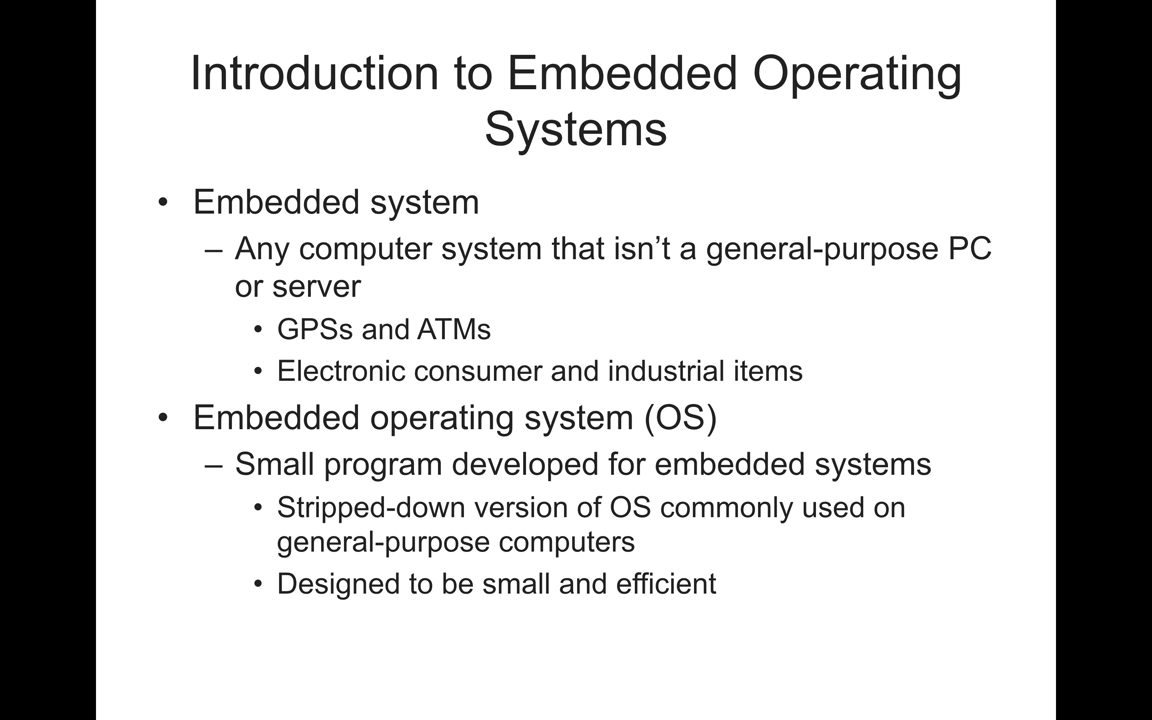 Introduction to Embedded Operating
Systems
• Embedded system
– Any computer system that isn’t a general-purpose PC
or server
• GPSs and ATMs
• Electronic consumer and industrial items
• Embedded operating system (OS)
– Small program developed for embedded systems
• Stripped-down version of OS commonly used on
general-purpose computers
• Designed to be small and efficient